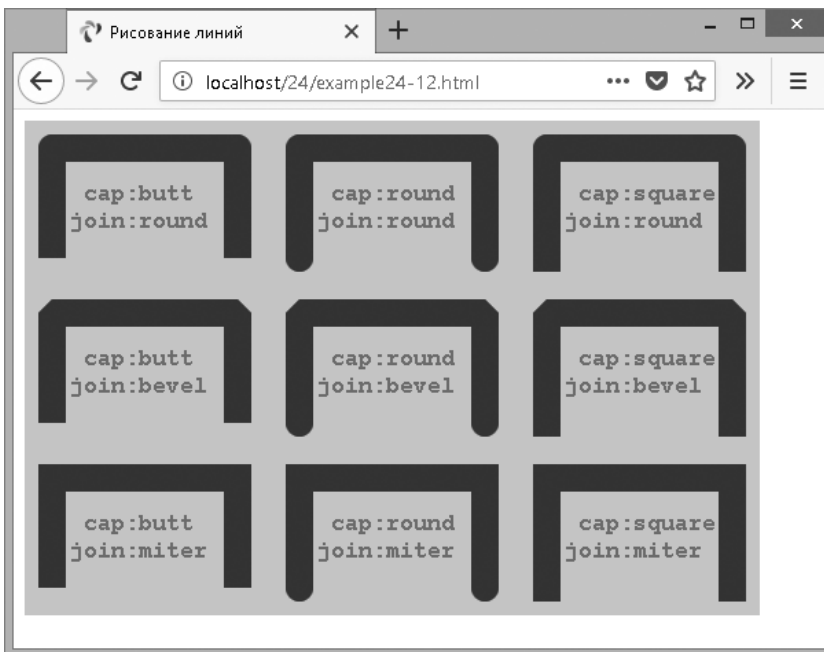 Рисование линий
localhost/24/example24-12.html
cap:butt
join:round
cap:round
join:round
cap:square
join:round
cap:butt
join:bevel
cap:round
join:bevel
cap:square
join:bevel
cap:butt
join:miter
cap:round
join:miter
cap:square
join:miter